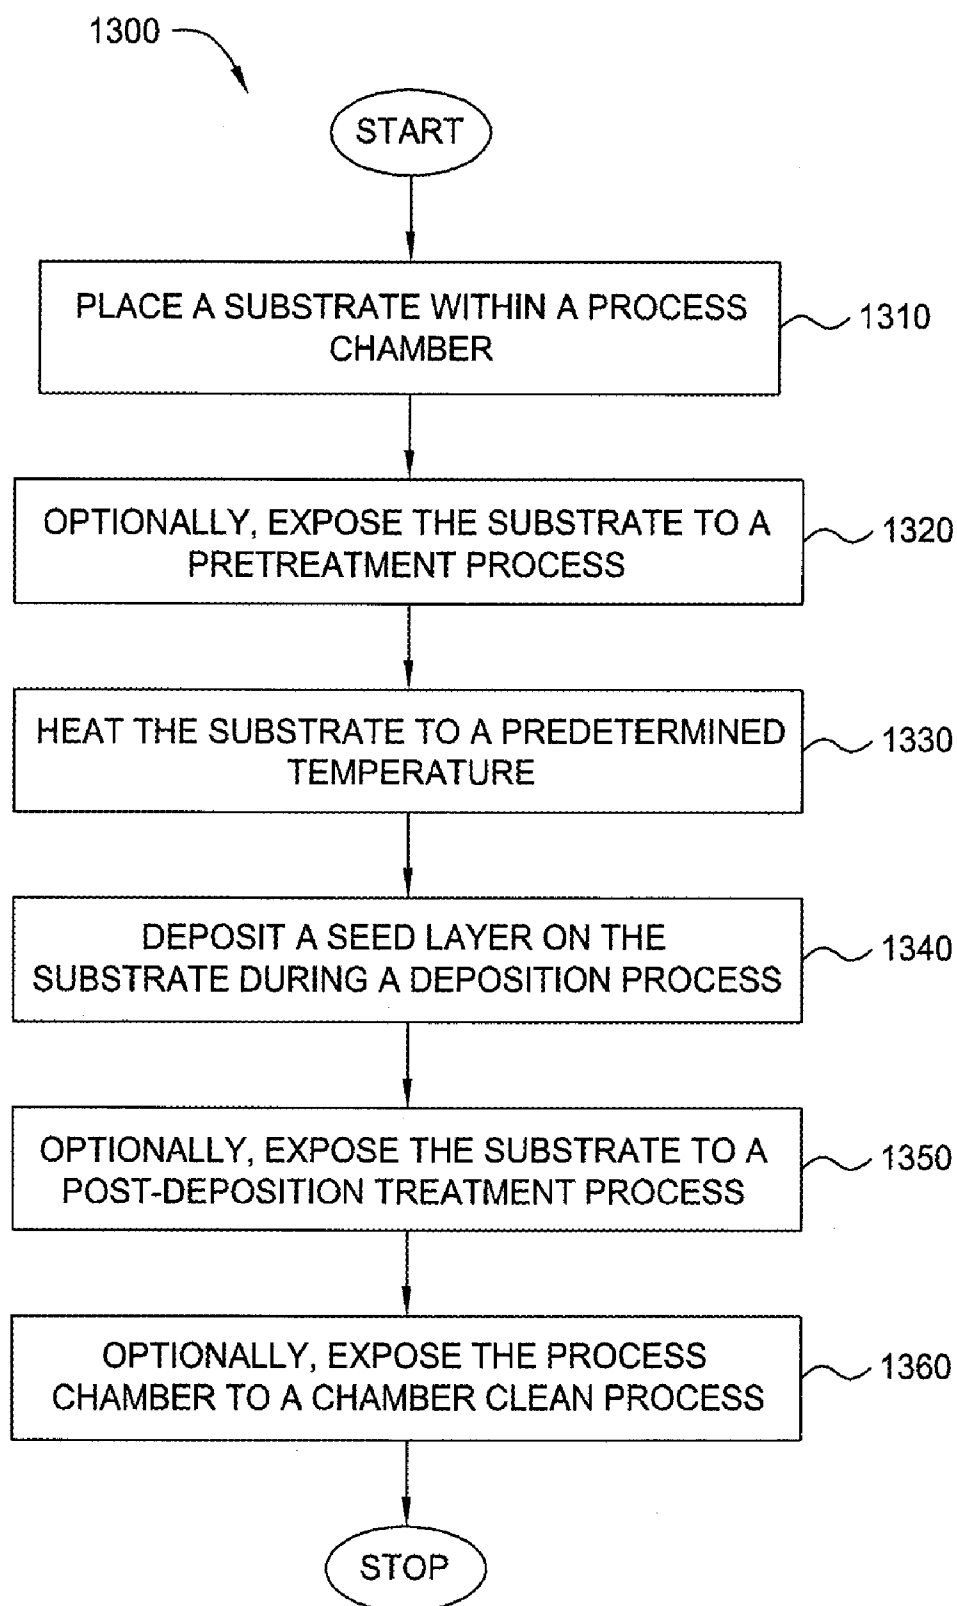 1300
START
PLACE A SUBSTRATE WITHIN A PROCESS
CHAMBER
1310
OPTIONALLY, EXPOSE THE SUBSTRATE TO A
PRETREATMENT PROCESS
1320
HEAT THE SUBSTRATE TO A PREDETERMINED
TEMPERATURE
1330
DEPOSIT A SEED LAYER ON THE
SUBSTRATE DURING A DEPOSITION PROCESS
1340
OPTIONALLY, EXPOSE THE SUBSTRATE TO A
POST-DEPOSITION TREATMENT PROCESS
1350
OPTIONALLY, EXPOSE THE PROCESS
CHAMBER TO A CHAMBER CLEAN PROCESS
1360
STOP